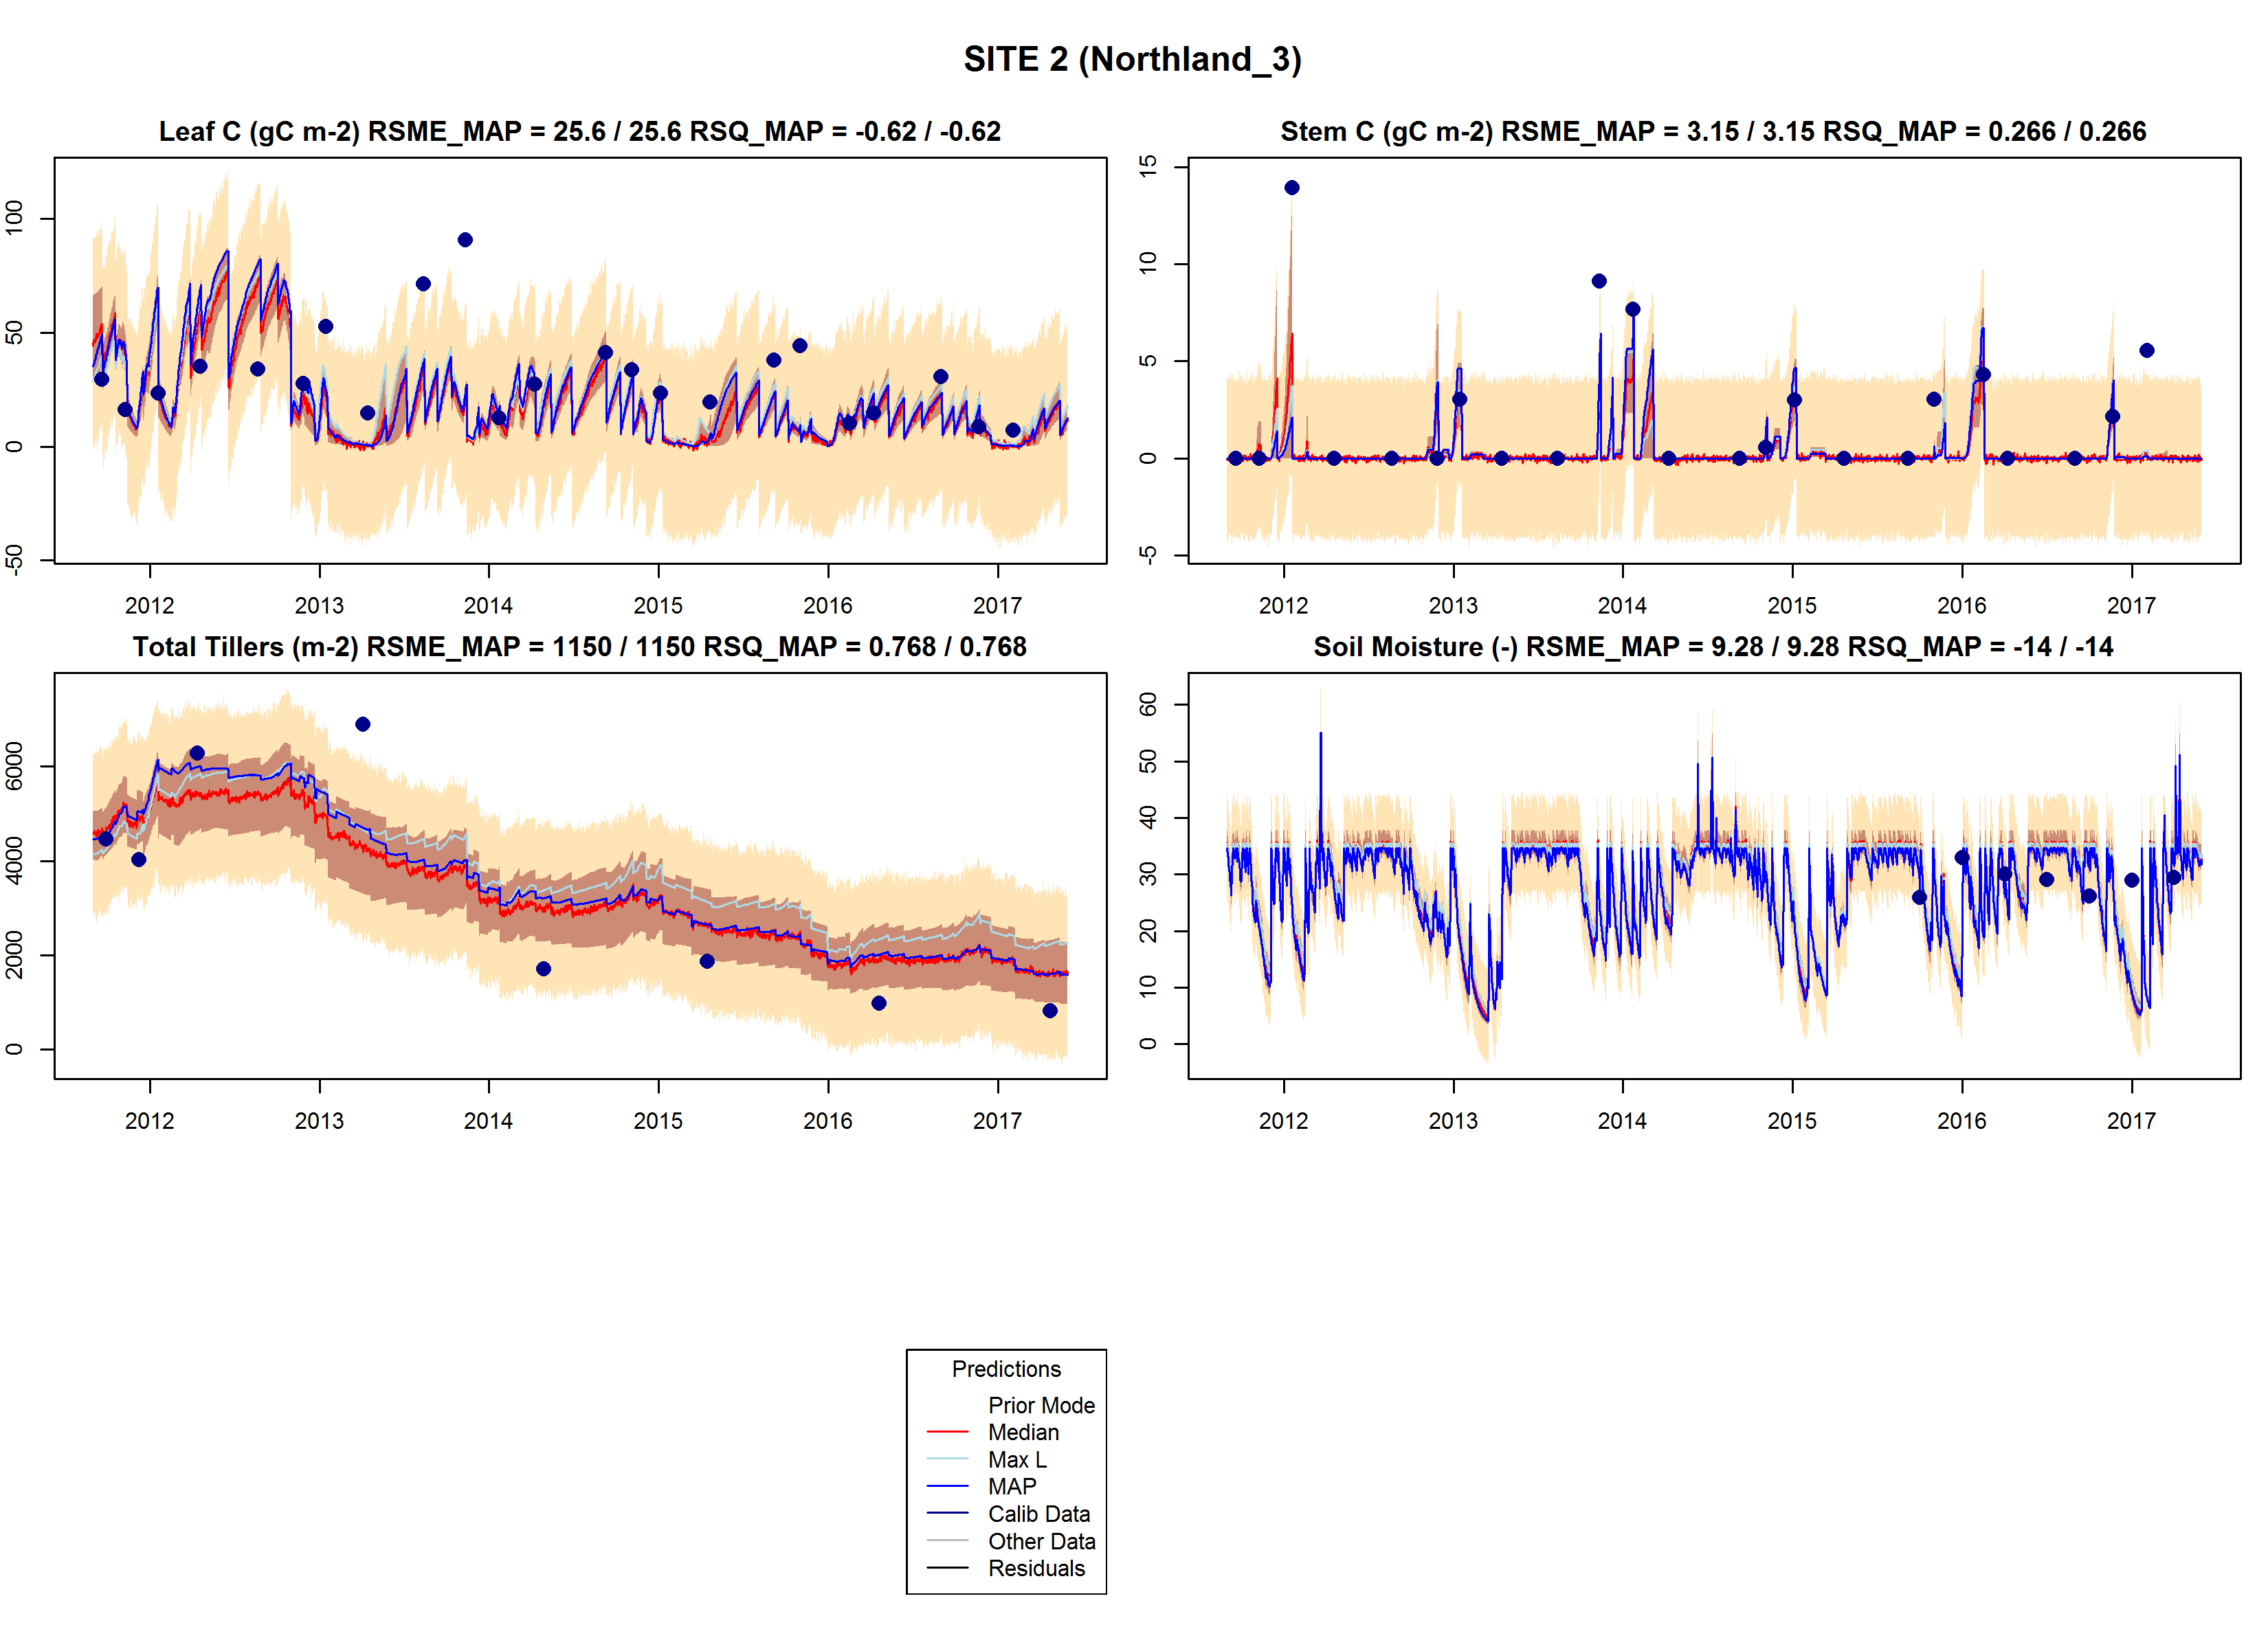 SITE 2 (Northland_3)
Leaf C (gC m-2) RSME_MAP = 25.6 / 25.6 RSQ_MAP = -0.62 / -0.62
100
50
0
-50
2012 2013 2014 2015 2016 2017
Stem C (gC m-2) RSME_MAP = 3.15 / 3.15 RSQ_MAP = 0.266 / 0.266
15
10
5
0
-5
2012 2013 2014 2015 2016 2017
Total Tillers (m-2) RSME_MAP = 1150 / 1150 RSQ_MAP = 0.768 / 0.768
6000
4000
2000
0
2012 2013 2014 2015 2016 2017
Soil Moisture (-) RSME_MAP = 9.28 / 9.28 RSQ_MAP = -14 / -14
60
50
40
30
20
10
0
2012 2013 2014 2015 2016 2017
Predictions
Prior Mode
Median
Max L
MAP
Calib Data
Other Data
Residuals